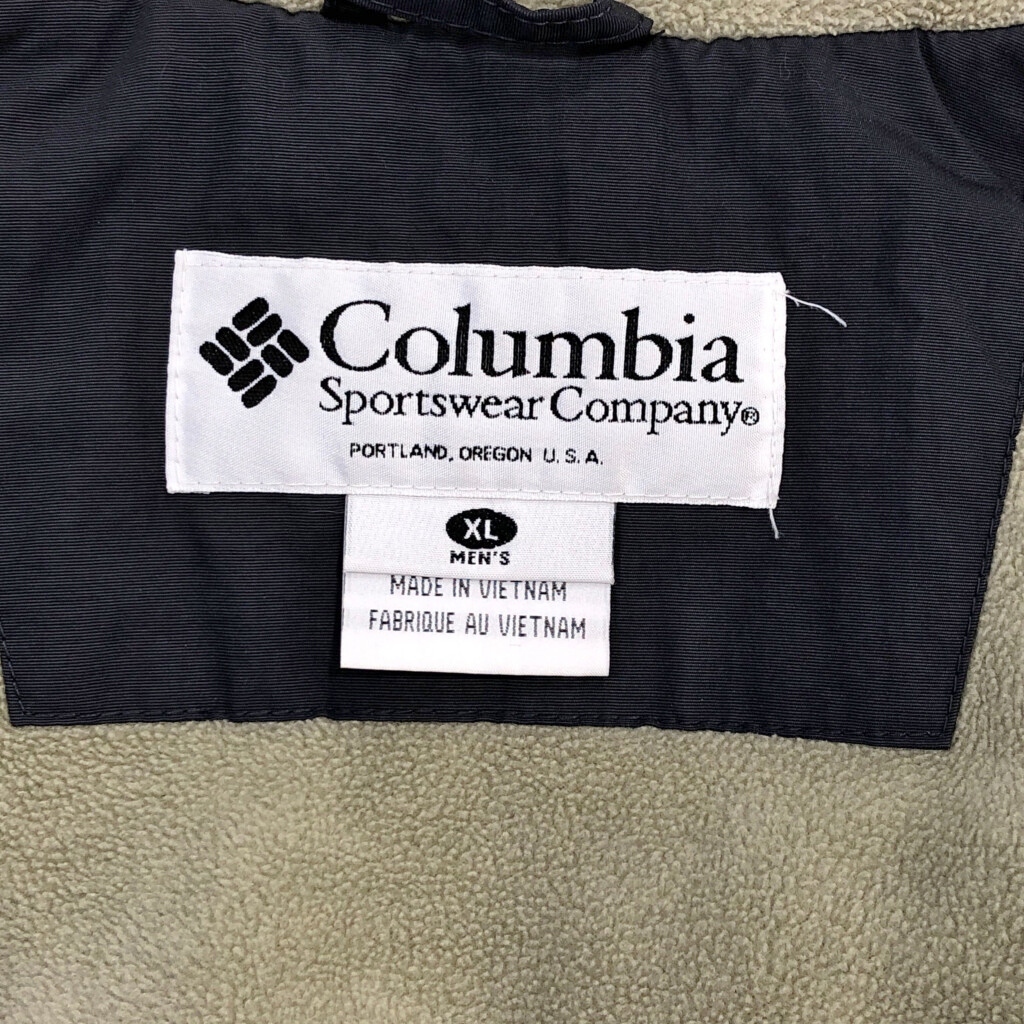 Columbia
Sportswear Company®
PORTLAND, OREGON U.S.A.
XL
MEN'S
MADE IN VIETNAM
FABRIQUE AU VIETNAM